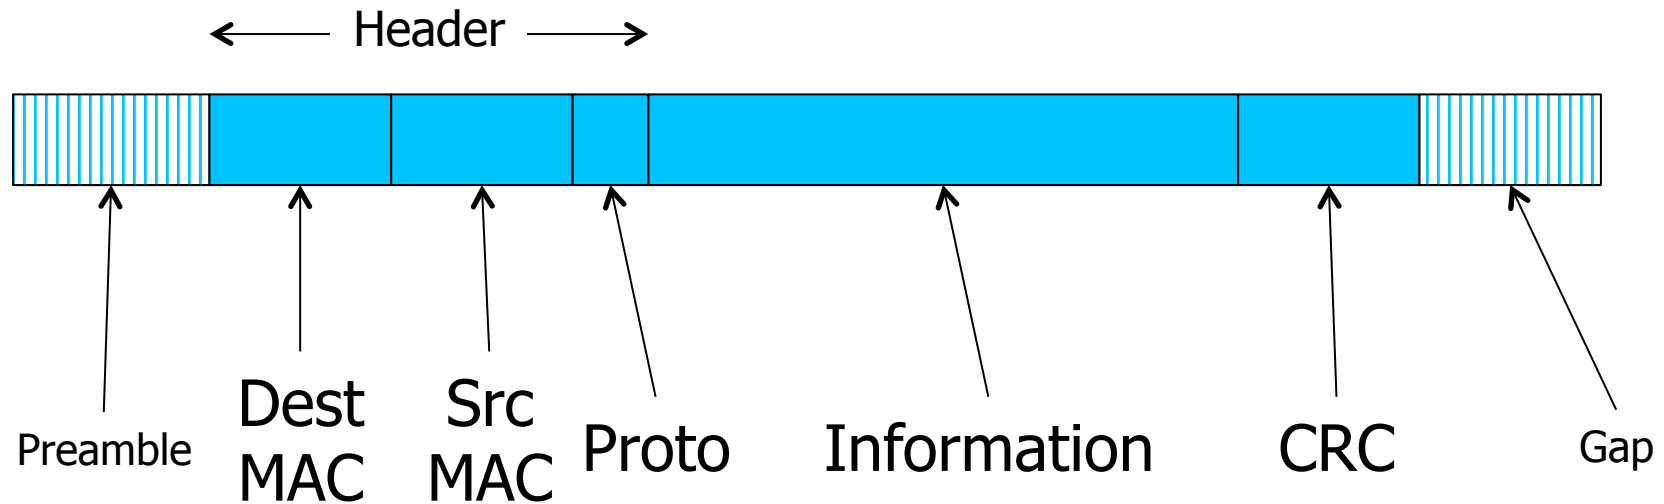 Header
Preamble
Dest
MAC
Src
MAC
Proto
Information
CRC
Gap